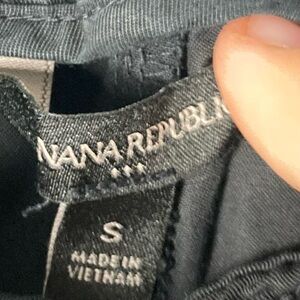 NANA REPUBLI
S
MADE IN
VIETNAM